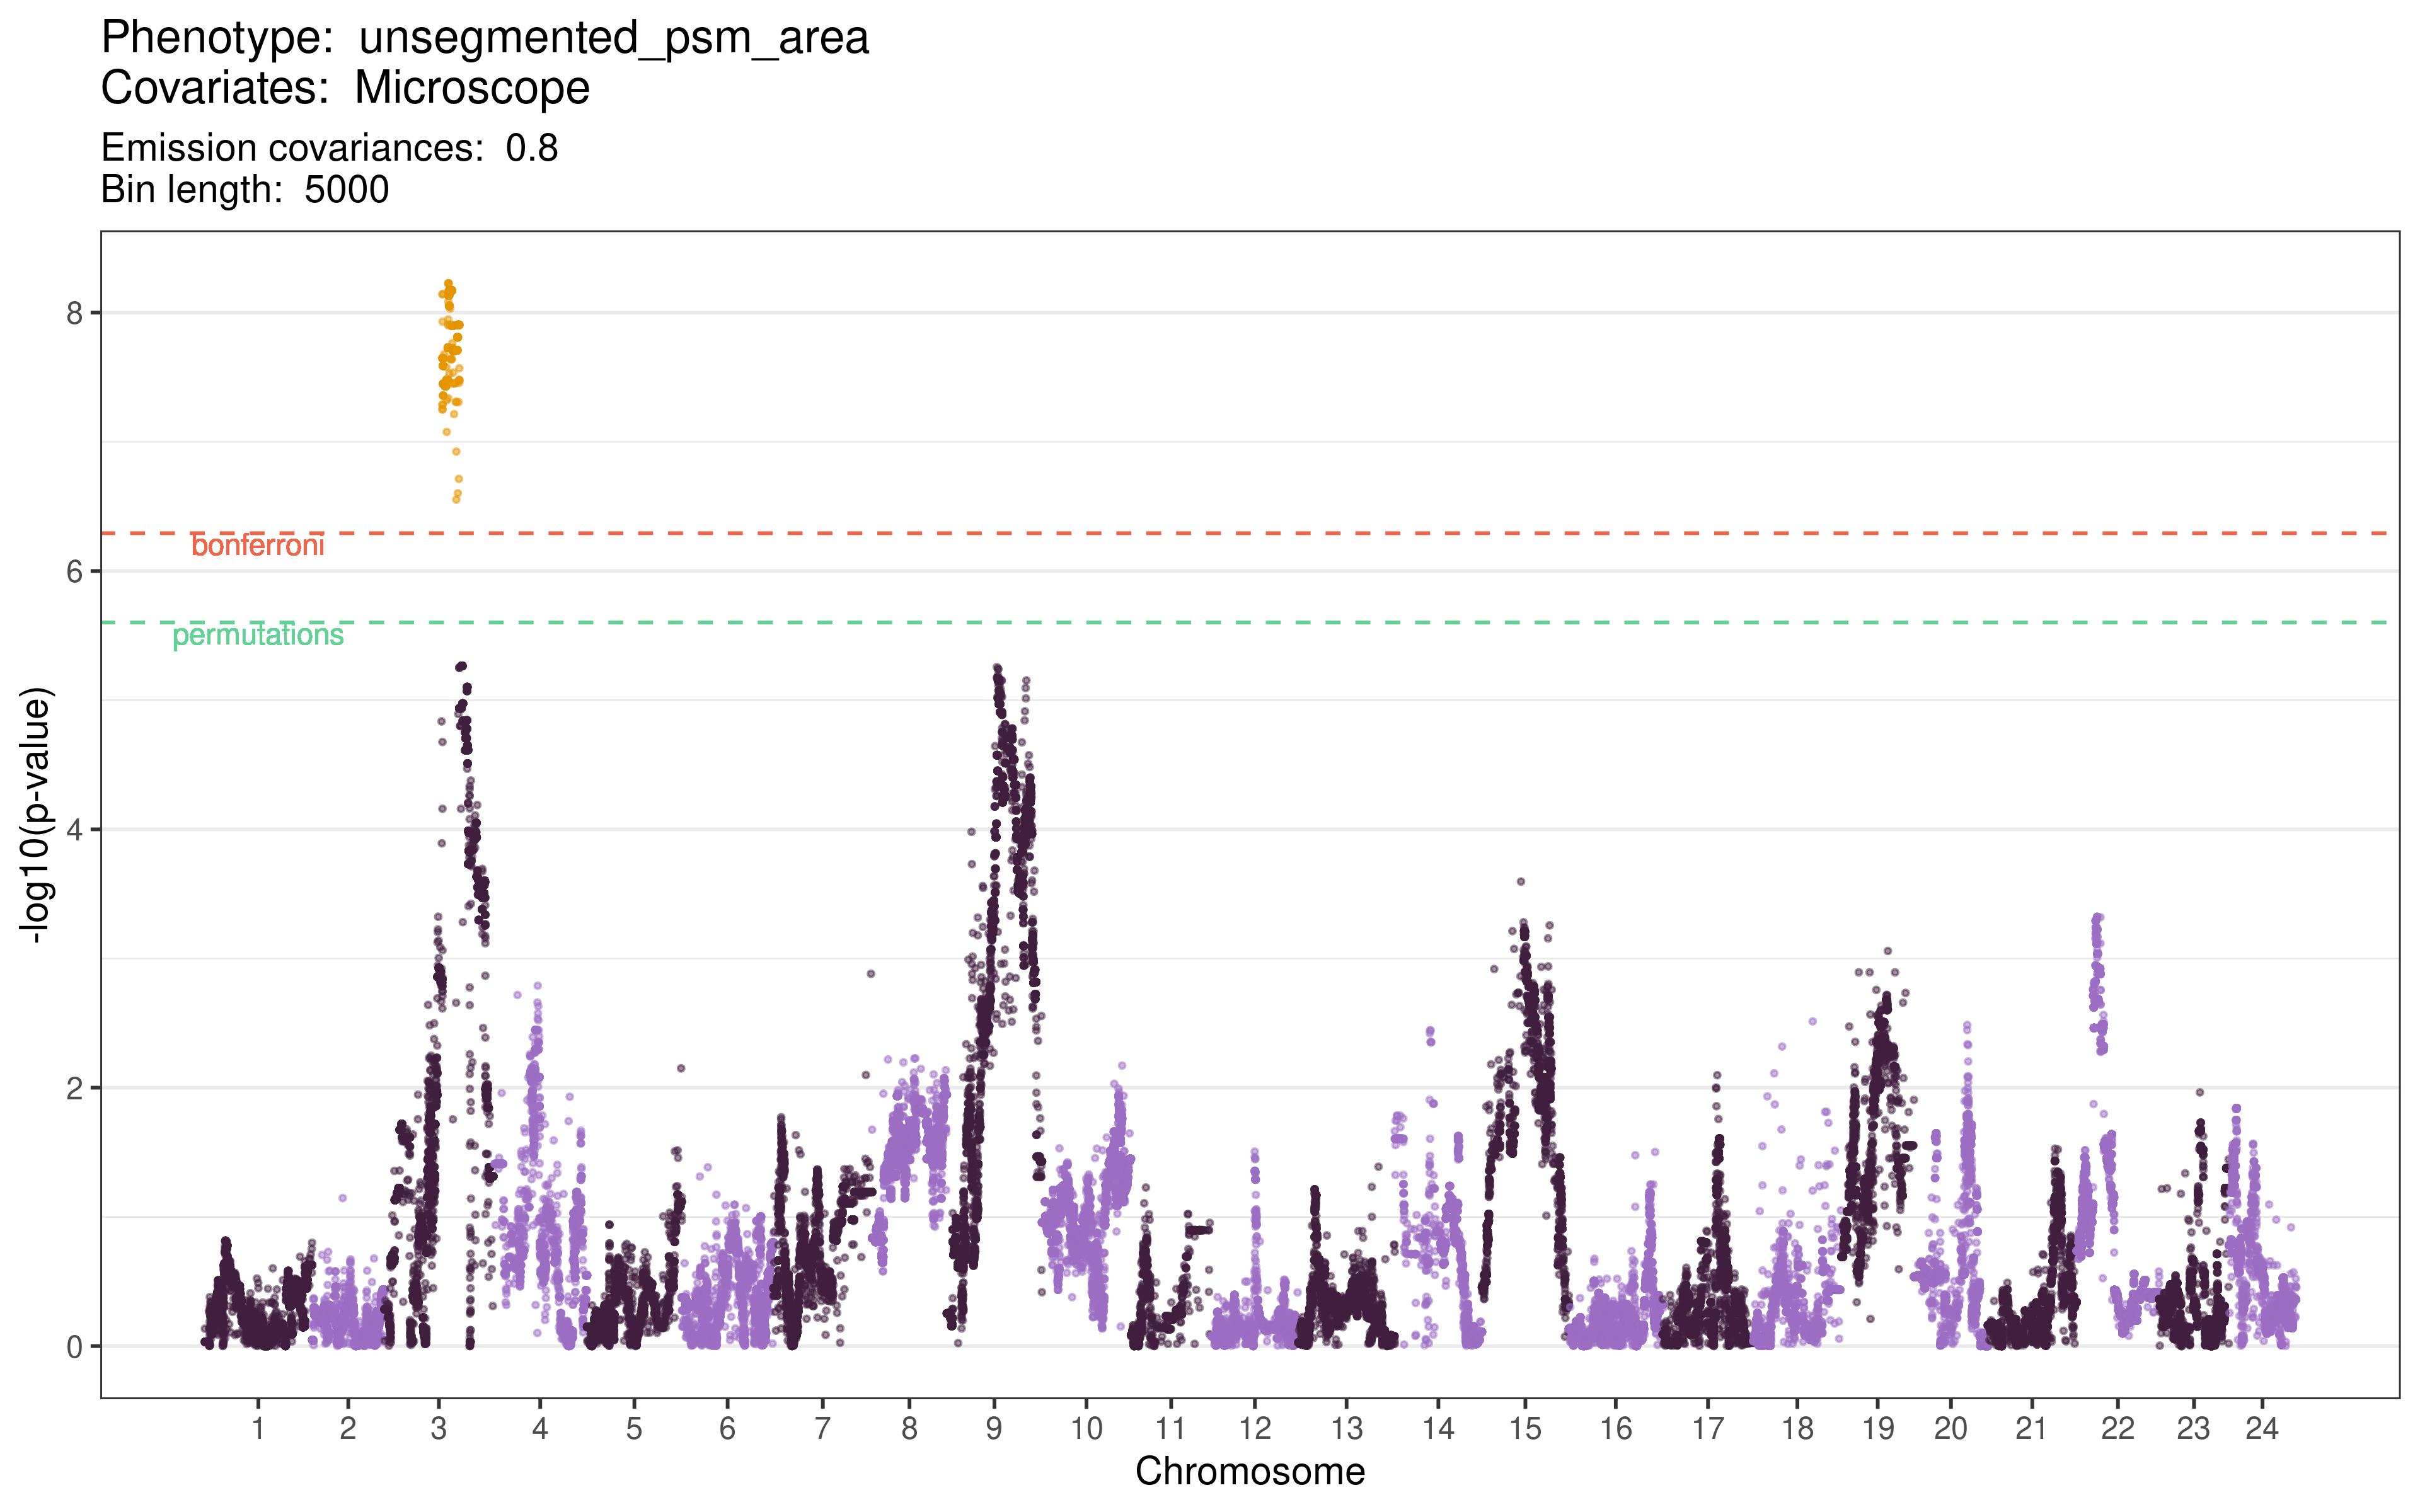 Phenotype:  unsegmented_psm_area
Covariates:  Microscope
Emission covariances:  0.8
Bin length:  5000
8
6
4
2
0
-log10(p-value)
bonferroni
permutations
1 2 3 4 5 6 7 8 9 10 11 12 13 14 15 16 17 18 19 20 21 22 23 24
Chromosome